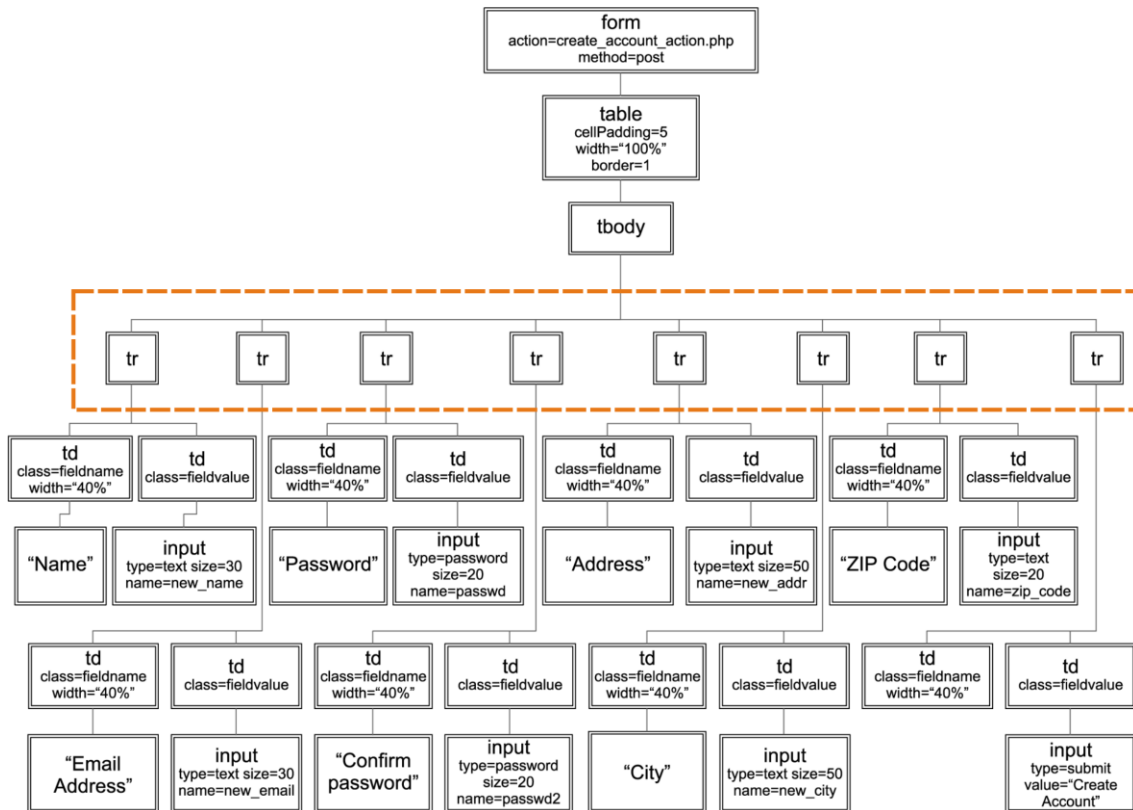 form
action=create_account_action.php
method=post
table
cellPadding=5
width=“100%”
border=1
tbody
tr
tr
tr
tr
tr
tr
tr
tr
td
class=fieldname
width=“40%”
td
class=fieldvalue
td
class=fieldname
width=“40%”
td
class=fieldvalue
td
class=fieldname
width=“40%”
td
class=fieldvalue
td
class=fieldname
width=“40%”
td
class=fieldvalue
“Name”
input
type=text size=30
name=new_name
“Password”
input
type=password
size=20
name=passwd
“Address”
input
type=text size=50
name=new_addr
“ZIP Code”
input
type=text
size=20
name=zip_code
td
class=fieldname
width=“40%”
td
class=fieldvalue
td
class=fieldname
width=“40%”
td
class=fieldvalue
td
class=fieldname
width=“40%”
td
class=fieldvalue
td
class=fieldname
width=“40%”
td
class=fieldvalue
“Email
Address”
input
type=text size=30
name=new_email
“Confirm
password”
input
type=password
size=20
name=passwd2
“City”
input
type=text size=50
name=new_city
input
type=submit
value=“Create
Account”